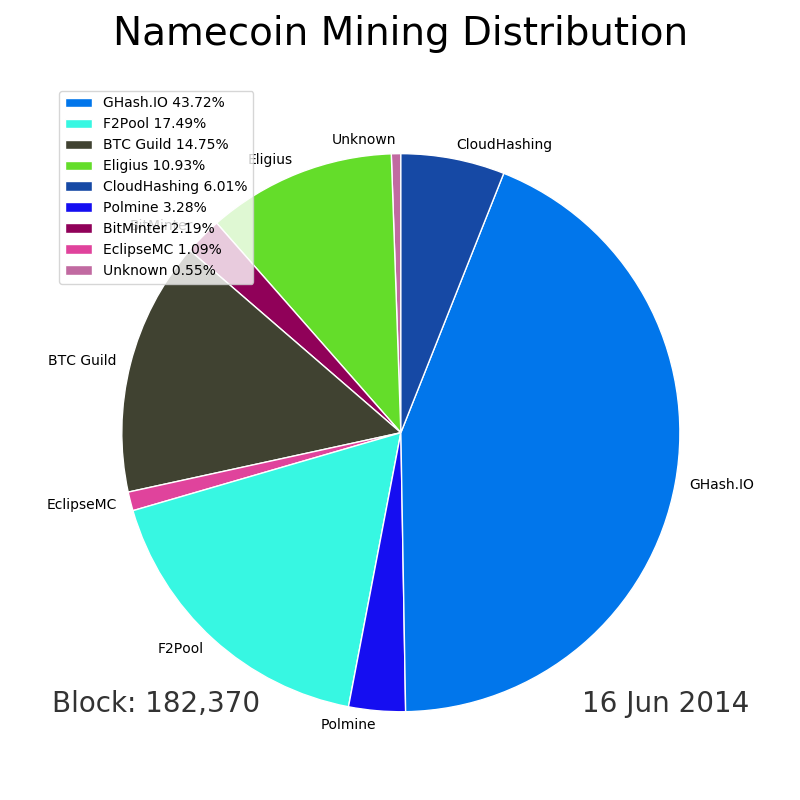 Namecoin Mining Distribution
GHash.IO 43.72%
F2Pool 17.49%
BTC Guild 14.75%
Eligius 10.93%
CloudHashing 6.01%
Polmine 3.28%
BitMinter 2.19%
EclipseMC 1.09%
Unknown 0.55%
Unknown
CloudHashing
Eligius
BitMinter
BTC Guild
GHash.IO
EclipseMC
F2Pool
Polmine
Block: 182,370
16 Jun 2014